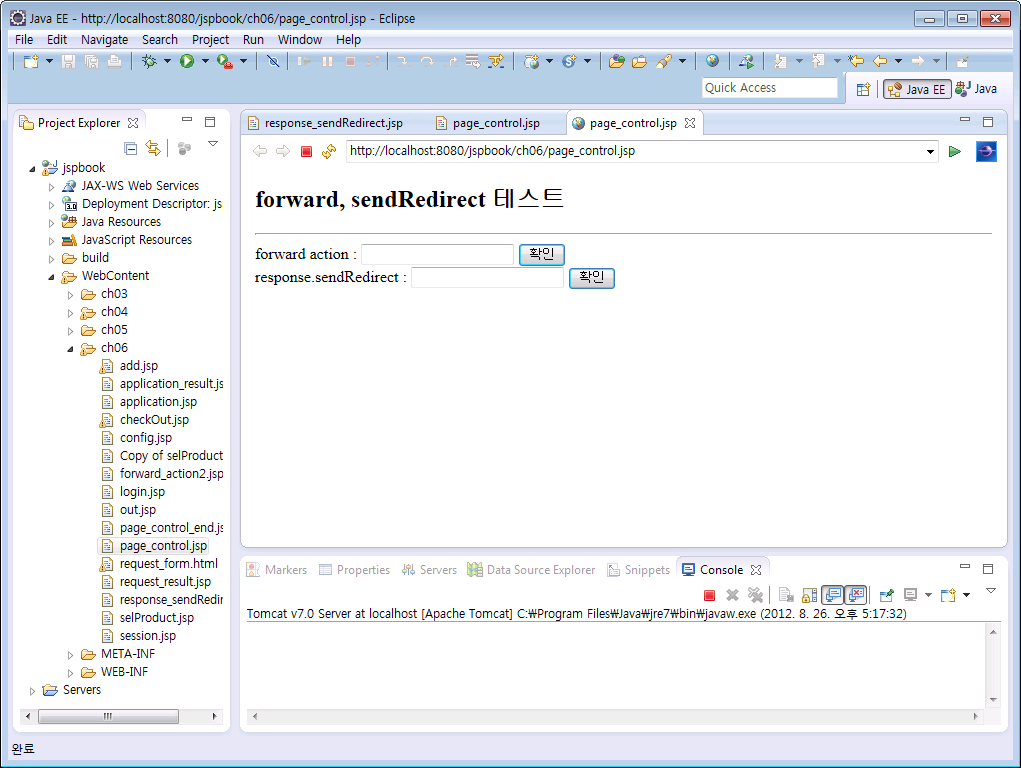 Java EE - http://localhost:8080/jspbook/ch06/page_control.jsp - Eclipse
File Edit Navigate Search Project Run Window Help
Quick Access
Java EE
Java
Project Explorer
jspbook
JAX-WS Web Services
3.0 Deployment Descriptor: js
Java Resources
JavaScript Resources
build
WebContent
ch03
ch04
ch05
ch06
add.jsp
application_result.js
application.jsp
checkOut.jsp
config.jsp
Copy of selProduct
forward_action2.jsp
login.jsp
out.jsp
page_control_end.js
page_control.jsp
request_form.html
request_result.jsp
response_sendRedir
selProduct.jsp
session.jsp
META-INF
WEB-INF
Servers
response_sendRedirect.jsp page_control.jsp page_control.jsp
http://localhost:8080/jspbook/ch06/page_control.jsp
forward, sendRedirect 테스트
forward action : 확인
response.sendRedirect : 확인
Markers Properties Servers Data Source Explorer Snippets Console
Tomcat v7.0 Server at localhost [Apache Tomcat] C:₩Program Files₩Java₩jre7₩bin₩javaw.exe (2012. 8. 26. 오후 5:17:32)
완료